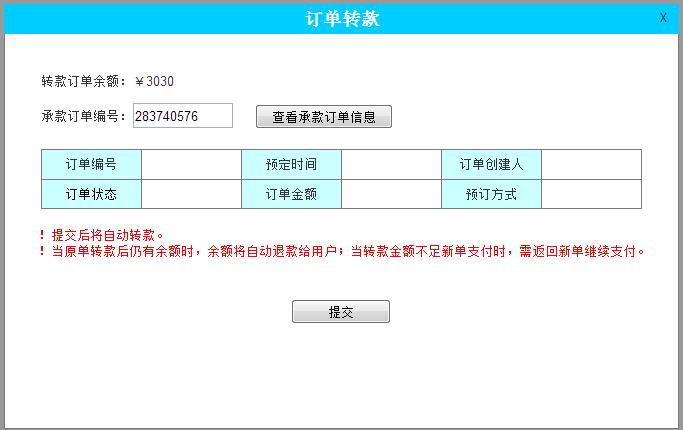 订单转款 X
转款订单余额：￥3030
承款订单编号：283740576 查看承款订单信息
订单编号 预定时间 订单创建人
订单状态 订单金额 预订方式
！提交后将自动转款。
！当原单转款后仍有余额时，余额将自动退款给用户；当转款金额不足新单支付时，需返回新单继续支付。
提交